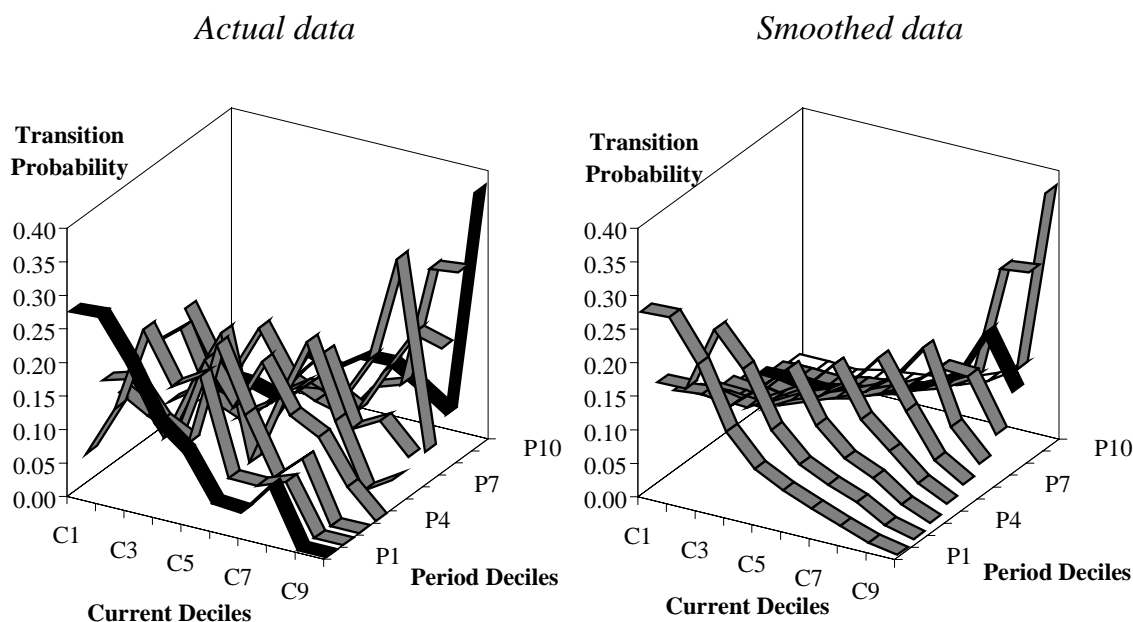 Actual data
Smoothed data
Transition
Probability
0.40
0.35
0.30
0.25
0.20
0.15
0.10
0.05
0.00
C1
C3
C5
C7
C9
Current Deciles
P1
P4
P7
P10
Period Deciles
Transition
Probability
0.40
0.35
0.30
0.25
0.20
0.15
0.10
0.05
0.00
C1
C3
C5
C7
C9
Current Deciles
P1
P4
P7
P10
Period Deciles